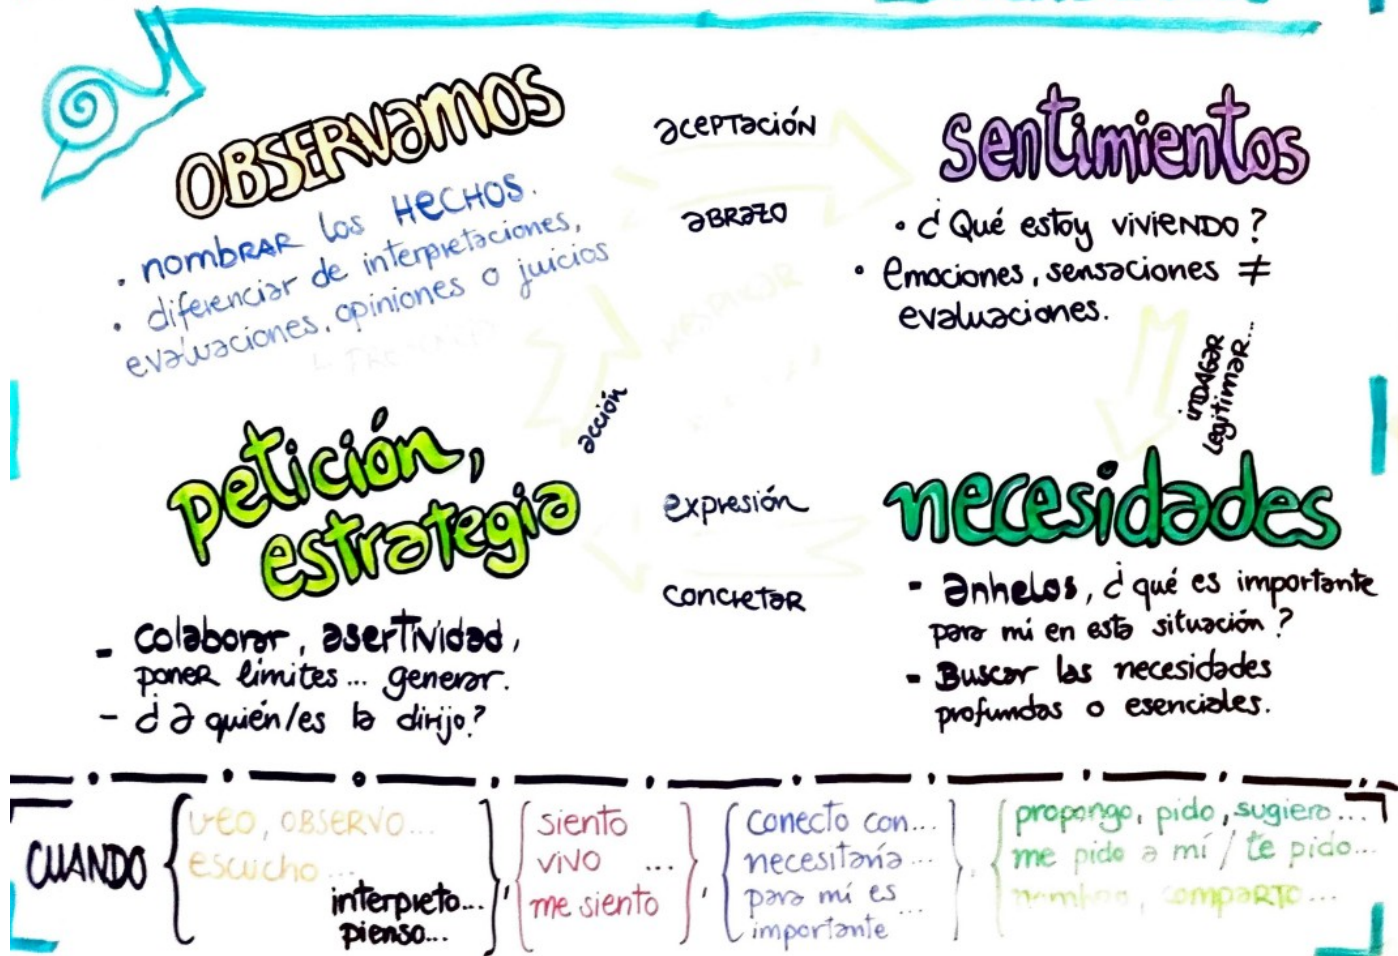 OBSERVAMOS
• nombrar los HECHOS.
• diferenciar de interpretaciones,
evaluaciones, opiniones o juicios
aceptación
abrazo
sentimientos
• ¿Qué estoy viviendo?
• emociones, sensaciones ≠
evaluaciones.
indagar
legitimar...
necesidades
- anhelos, ¿qué es importante
para mí en esta situación?
- Buscar las necesidades
profundas o esenciales.
expresión
concretar
petición,
estrategia
- colaborar, asertividad,
poner límites... generar.
- ¿a quién/es la dirijo?
acción
CUANDO
veo, observo...
escucho...
interpreto...
pienso...
siento
vivo ...
me siento
conecto con...
necesitaría...
para mí es
importante ...
propongo, pido, sugiero...
me pido a mí / te pido...
nombro, comparto...